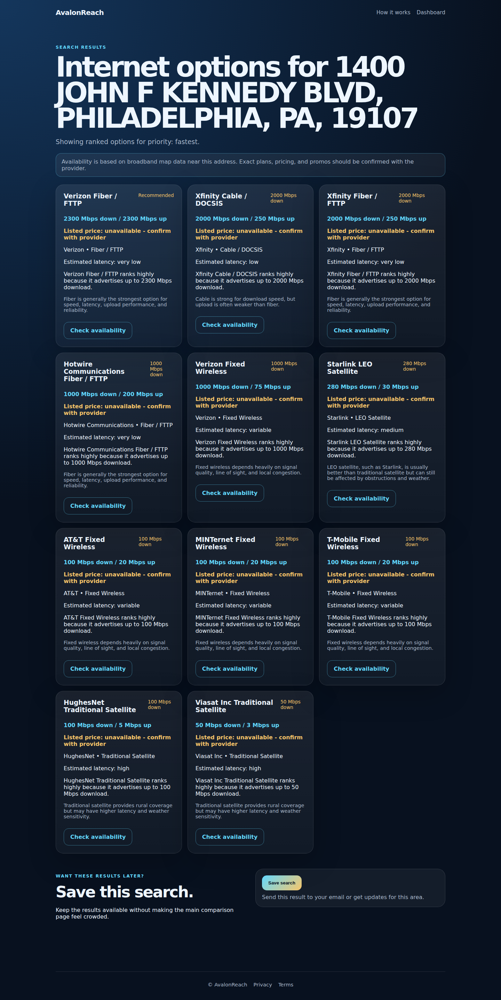 AvalonReach
How it works
Dashboard
SEARCH RESULTS
Internet options for 1400
JOHN F KENNEDY BLVD,
PHILADELPHIA, PA, 19107
Showing ranked options for priority: fastest.
Availability is based on broadband map data near this address. Exact plans, pricing, and promos should be confirmed with the
provider.
Verizon Fiber /
FTTP
Recommended
2300 Mbps down / 2300 Mbps up
Listed price: unavailable - confirm
with provider
Verizon • Fiber / FTTP
Estimated latency: very low
Verizon Fiber / FTTP ranks highly
because it advertises up to 2300 Mbps
download.
Fiber is generally the strongest option for
speed, latency, upload performance, and
reliability.
Check availability
Xfinity Cable /
DOCSIS
2000 Mbps
down
2000 Mbps down / 250 Mbps up
Listed price: unavailable - confirm
with provider
Xfinity • Cable / DOCSIS
Estimated latency: low
Xfinity Cable / DOCSIS ranks highly
because it advertises up to 2000 Mbps
download.
Cable is strong for download speed, but
upload is often weaker than fiber.
Check availability
Xfinity Fiber /
FTTP
2000 Mbps
down
2000 Mbps down / 250 Mbps up
Listed price: unavailable - confirm
with provider
Xfinity • Fiber / FTTP
Estimated latency: very low
Xfinity Fiber / FTTP ranks highly
because it advertises up to 2000 Mbps
download.
Fiber is generally the strongest option for
speed, latency, upload performance, and
reliability.
Check availability
Hotwire
Communications
Fiber / FTTP
1000
Mbps
down
1000 Mbps down / 200 Mbps up
Listed price: unavailable - confirm
with provider
Hotwire Communications • Fiber / FTTP
Estimated latency: very low
Hotwire Communications Fiber / FTTP
ranks highly because it advertises up
to 1000 Mbps download.
Fiber is generally the strongest option for
speed, latency, upload performance, and
reliability.
Check availability
Verizon Fixed
Wireless
1000 Mbps
down
1000 Mbps down / 75 Mbps up
Listed price: unavailable - confirm
with provider
Verizon • Fixed Wireless
Estimated latency: variable
Verizon Fixed Wireless ranks highly
because it advertises up to 1000 Mbps
download.
Fixed wireless depends heavily on signal
quality, line of sight, and local congestion.
Check availability
Starlink LEO
Satellite
280 Mbps
down
280 Mbps down / 30 Mbps up
Listed price: unavailable - confirm
with provider
Starlink • LEO Satellite
Estimated latency: medium
Starlink LEO Satellite ranks highly
because it advertises up to 280 Mbps
download.
LEO satellite, such as Starlink, is usually
better than traditional satellite but can still
be affected by obstructions and weather.
Check availability
AT&T Fixed
Wireless
100 Mbps
down
100 Mbps down / 20 Mbps up
Listed price: unavailable - confirm
with provider
AT&T • Fixed Wireless
Estimated latency: variable
AT&T Fixed Wireless ranks highly
because it advertises up to 100 Mbps
download.
Fixed wireless depends heavily on signal
quality, line of sight, and local congestion.
Check availability
MINTernet Fixed
Wireless
100 Mbps
down
100 Mbps down / 20 Mbps up
Listed price: unavailable - confirm
with provider
MINTernet • Fixed Wireless
Estimated latency: variable
MINTernet Fixed Wireless ranks highly
because it advertises up to 100 Mbps
download.
Fixed wireless depends heavily on signal
quality, line of sight, and local congestion.
Check availability
T-Mobile Fixed
Wireless
100 Mbps
down
100 Mbps down / 20 Mbps up
Listed price: unavailable - confirm
with provider
T-Mobile • Fixed Wireless
Estimated latency: variable
T-Mobile Fixed Wireless ranks highly
because it advertises up to 100 Mbps
download.
Fixed wireless depends heavily on signal
quality, line of sight, and local congestion.
Check availability
HughesNet
Traditional Satellite
100 Mbps
down
100 Mbps down / 5 Mbps up
Listed price: unavailable - confirm
with provider
HughesNet • Traditional Satellite
Estimated latency: high
HughesNet Traditional Satellite ranks
highly because it advertises up to 100
Mbps download.
Traditional satellite provides rural coverage
but may have higher latency and weather
sensitivity.
Check availability
Viasat Inc Traditional
Satellite
50 Mbps
down
50 Mbps down / 3 Mbps up
Listed price: unavailable - confirm
with provider
Viasat Inc • Traditional Satellite
Estimated latency: high
Viasat Inc Traditional Satellite ranks
highly because it advertises up to 50
Mbps download.
Traditional satellite provides rural coverage
but may have higher latency and weather
sensitivity.
Check availability
WANT THESE RESULTS LATER?
Save this search.
Keep the results available without making the main comparison
page feel crowded.
Save search
Send this result to your email or get updates for this area.
© AvalonReach
Privacy
Terms